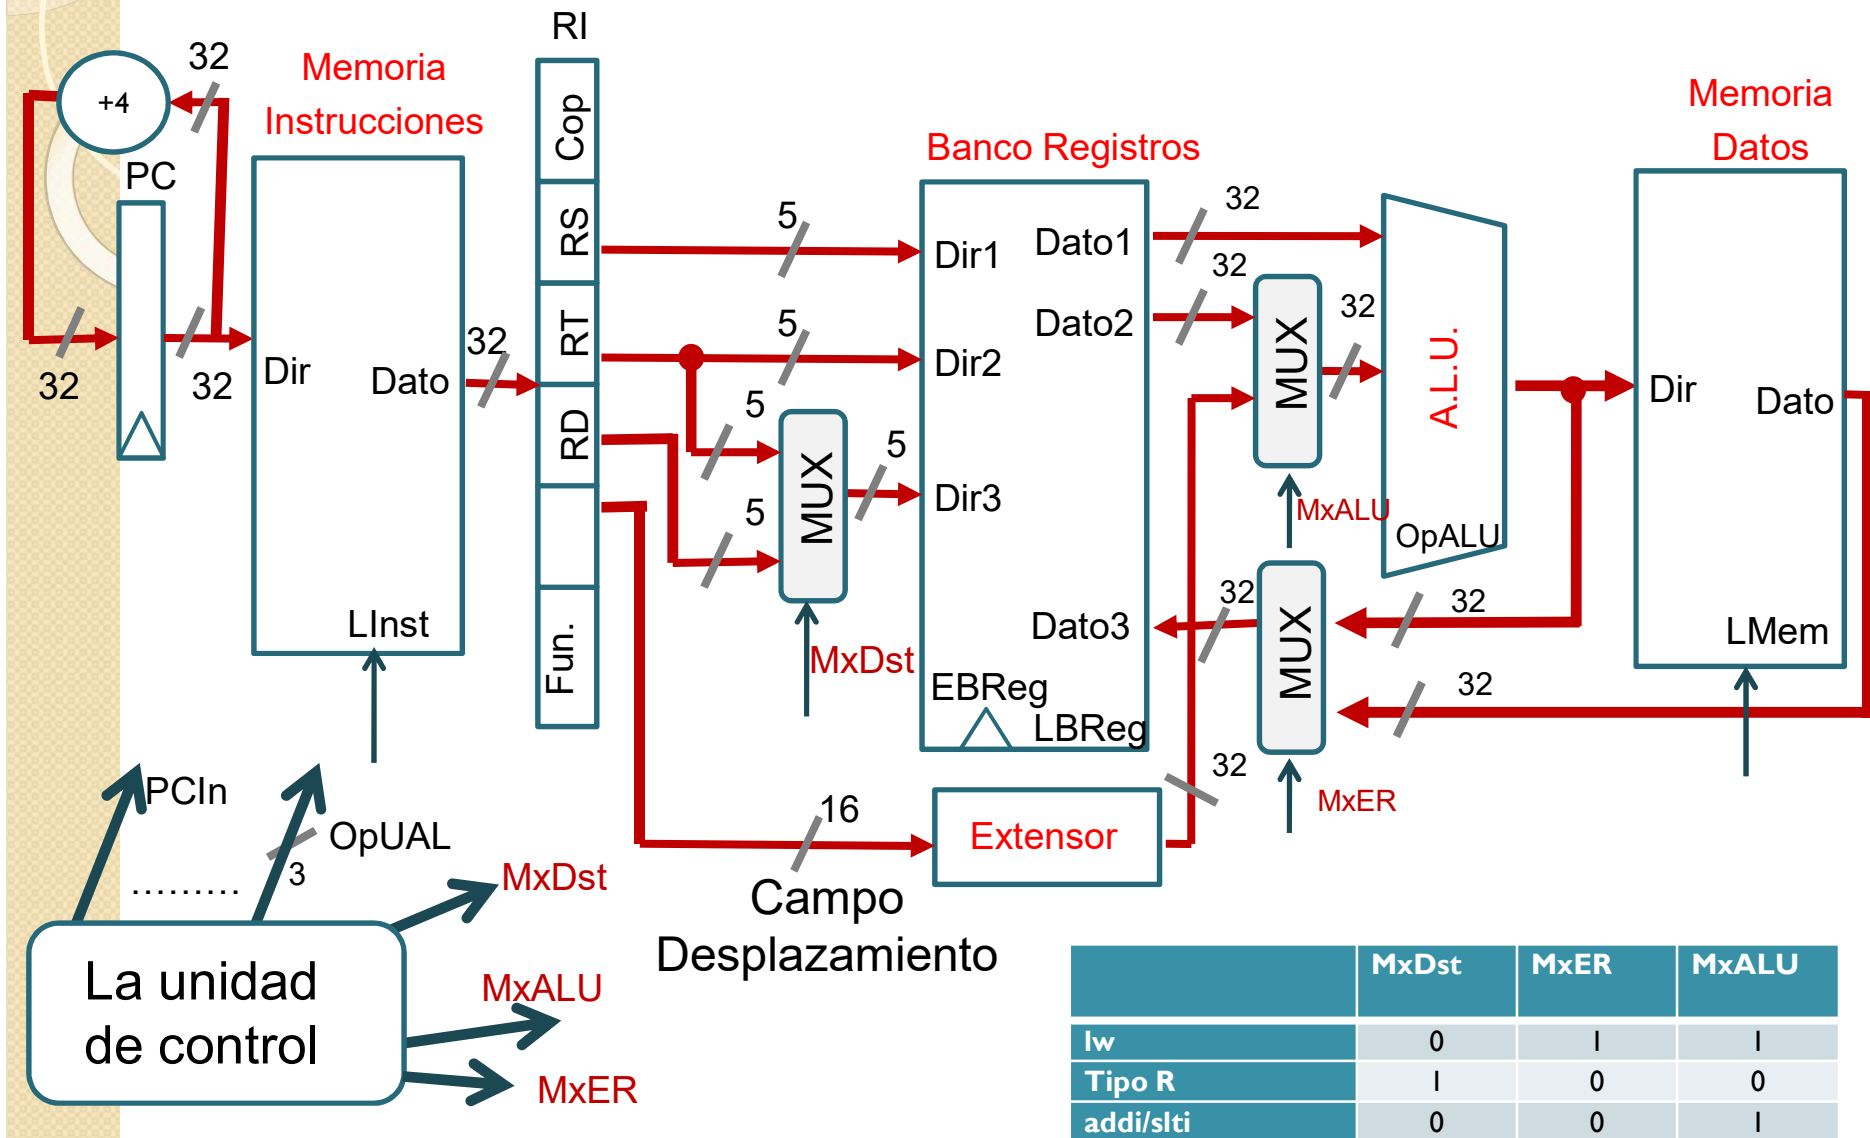 RI
32
Memoria
Instrucciones
+4
PC
Cop
Banco Registros
Memoria
Datos
RS
5
Dir1
Dato1
32
RT
5
Dir2
Dato2
32
MUX
32
A.L.U.
32
32
Dir
Dato
32
RD
5
5
MUX
5
Dir3
MxALU
OpALU
Dir
Dato
LInst
Fun.
MxDst
Dato3
32
MUX
32
LMem
EBReg
LBReg
32
PCIn
OpUAL
3
.........
16
Extensor
32
MxER
MxDst
Campo
Desplazamiento
La unidad
de control
MxALU
MxER
MxDst MxER MxALU
lw 0 1 1
Tipo R 1 0 0
addi/slti 0 0 1